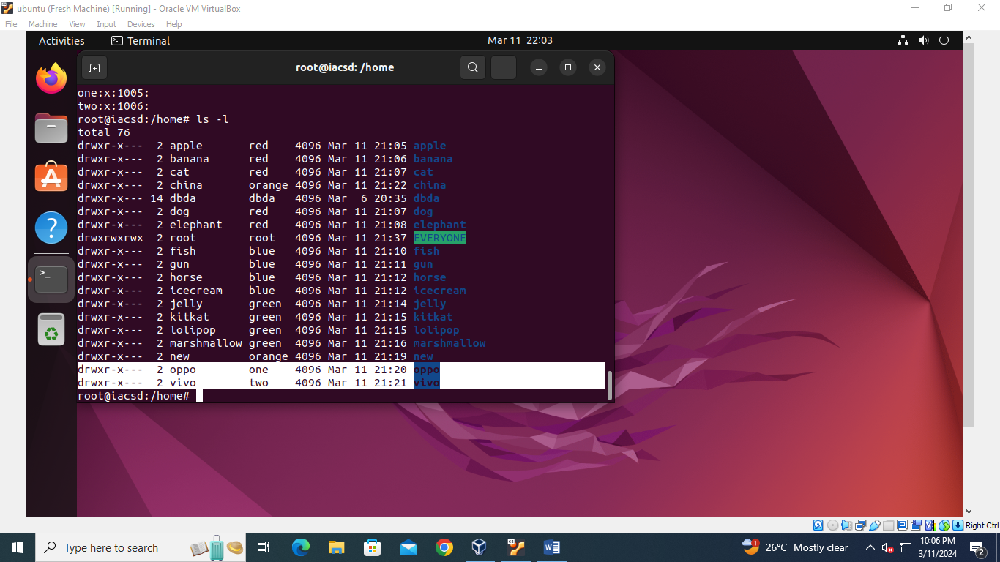 ubuntu (Fresh Machine) [Running] - Oracle VM VirtualBox
File Machine View Input Devices Help
Activities Terminal Mar 11 22:03
root@iacsd: /home
one:x:1005:
two:x:1006:
root@iacsd:/home# ls -l
total 76
drwxr-x---  2 apple       red    4096 Mar 11 21:05 apple
drwxr-x---  2 banana      red    4096 Mar 11 21:06 banana
drwxr-x---  2 cat         red    4096 Mar 11 21:07 cat
drwxr-x---  2 china       orange 4096 Mar 11 21:22 china
drwxr-x--- 14 dbda        dbda   4096 Mar  6 20:35 dbda
drwxr-x---  2 dog         red    4096 Mar 11 21:07 dog
drwxr-x---  2 elephant    red    4096 Mar 11 21:08 elephant
drwxrwxrwx  2 root        root   4096 Mar 11 21:37 EVERYONE
drwxr-x---  2 fish        blue   4096 Mar 11 21:10 fish
drwxr-x---  2 gun         blue   4096 Mar 11 21:11 gun
drwxr-x---  2 horse       blue   4096 Mar 11 21:12 horse
drwxr-x---  2 icecream    blue   4096 Mar 11 21:12 icecream
drwxr-x---  2 jelly       green  4096 Mar 11 21:14 jelly
drwxr-x---  2 kitkat      green  4096 Mar 11 21:15 kitkat
drwxr-x---  2 lolipop     green  4096 Mar 11 21:15 lolipop
drwxr-x---  2 marshmallow green  4096 Mar 11 21:16 marshmallow
drwxr-x---  2 new         orange 4096 Mar 11 21:19 new
drwxr-x---  2 oppo        one    4096 Mar 11 21:20 oppo
drwxr-x---  2 vivo        two    4096 Mar 11 21:21 vivo
root@iacsd:/home#
Right Ctrl
Type here to search
1
26°C Mostly clear
10:06 PM
3/11/2024
2